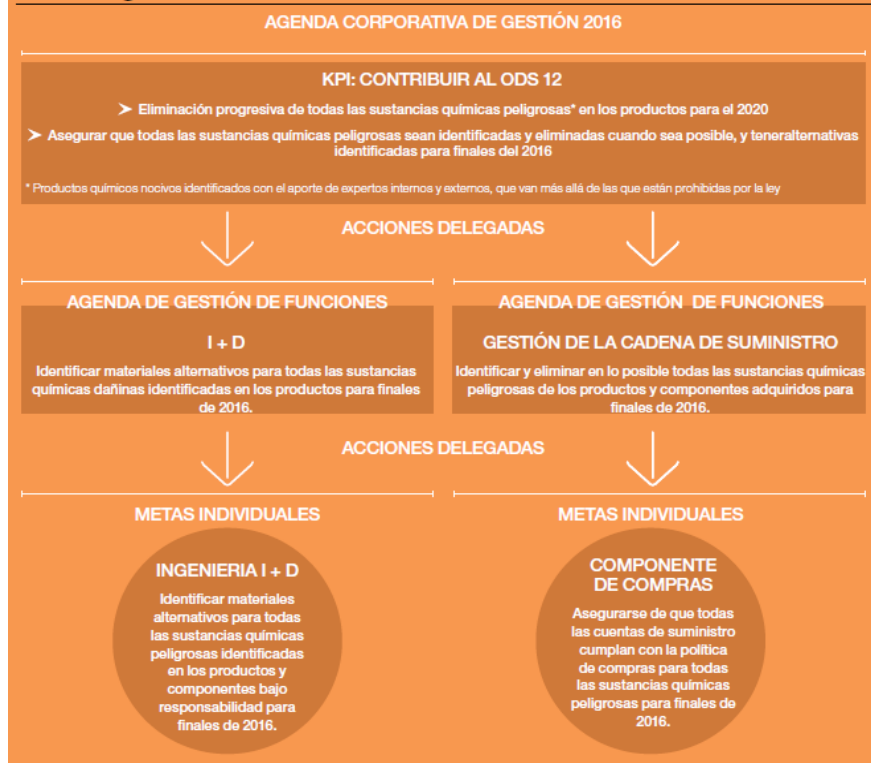 AGENDA CORPORATIVA DE GESTIÓN 2016
KPI: CONTRIBUIR AL ODS 12
➤ Eliminación progresiva de todas las sustancias químicas peligrosas* en los productos para el 2020
➤ Asegurar que todas las sustancias químicas peligrosas sean identificadas y eliminadas cuando sea posible, y teneralternativas
identificadas para finales del 2016
* Productos químicos nocivos identificados con el aporte de expertos internos y externos, que van más allá de las que están prohibidas por la ley
ACCIONES DELEGADAS
AGENDA DE GESTIÓN DE FUNCIONES
I + D
Identificar materiales alternativos para todas las sustancias
químicas dañinas identificadas en los productos para finales
de 2016.
AGENDA DE GESTIÓN DE FUNCIONES
GESTIÓN DE LA CADENA DE SUMINISTRO
Identificar y eliminar en lo posible todas las sustancias químicas
peligrosas de los productos y componentes adquiridos para
finales de 2016.
ACCIONES DELEGADAS
METAS INDIVIDUALES
INGENIERIA I + D
Identificar materiales
alternativos para todas
las sustancias químicas
peligrosas identificadas
en los productos y
componentes bajo
responsabilidad para
finales de 2016.
METAS INDIVIDUALES
COMPONENTE
DE COMPRAS
Asegurarse de que todas
las cuentas de suministro
cumplan con la política
de compras para todas
las sustancias químicas
peligrosas para finales de
2016.